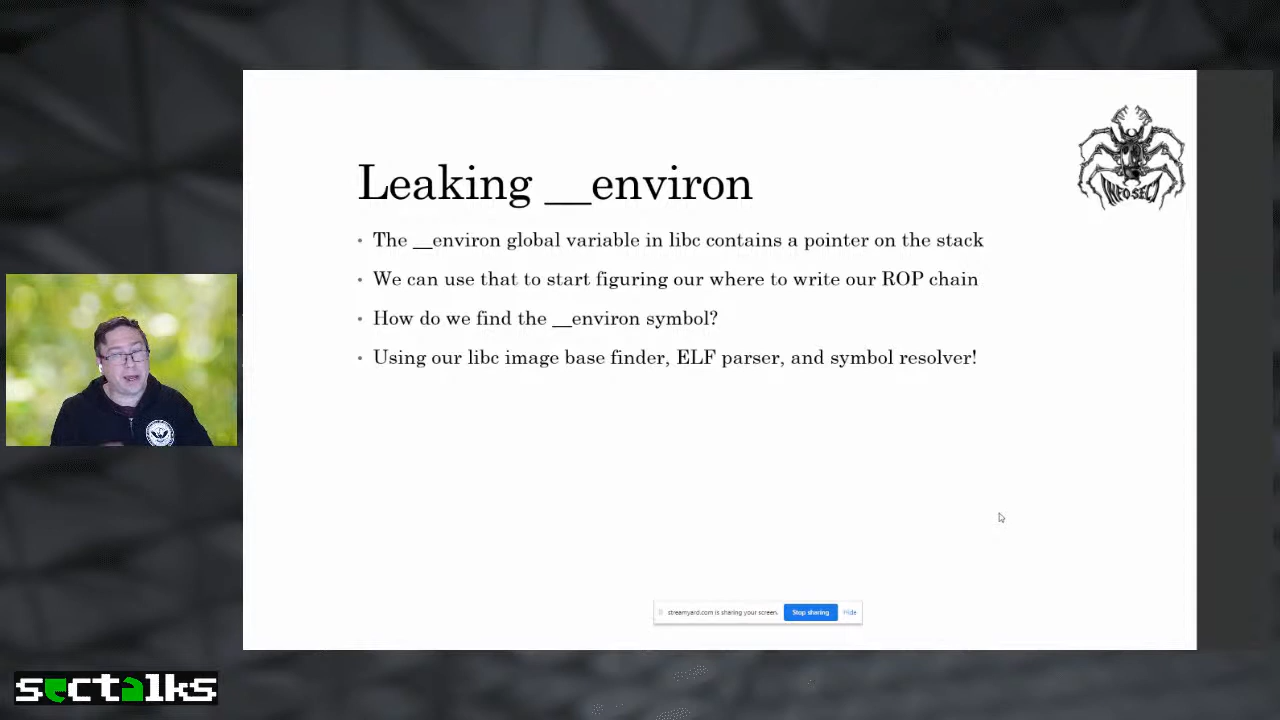 Leaking __environ
• The __environ global variable in libc contains a pointer on the stack
• We can use that to start figuring our where to write our ROP chain
• How do we find the __environ symbol?
• Using our libc image base finder, ELF parser, and symbol resolver!
INFOSECT
streamyard.com is sharing your screen. Stop sharing Hide
sectalks